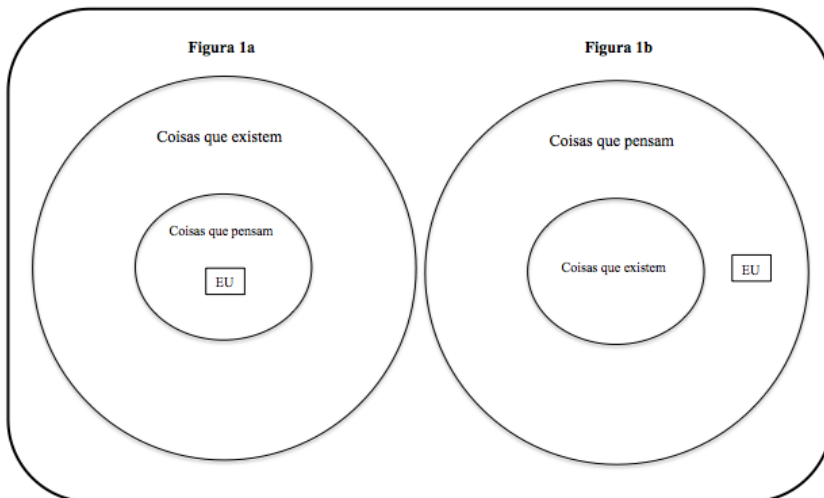 Figura 1a
Coisas que existem
Coisas que pensam
EU
Figura 1b
Coisas que pensam
Coisas que existem
EU